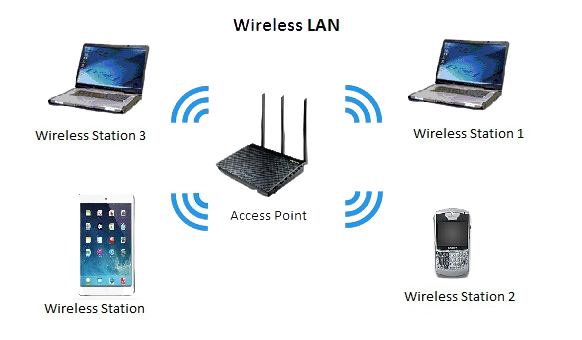 Wireless LAN
Wireless Station 3
Wireless Station 1
Access Point
Wireless Station
Wireless Station 2